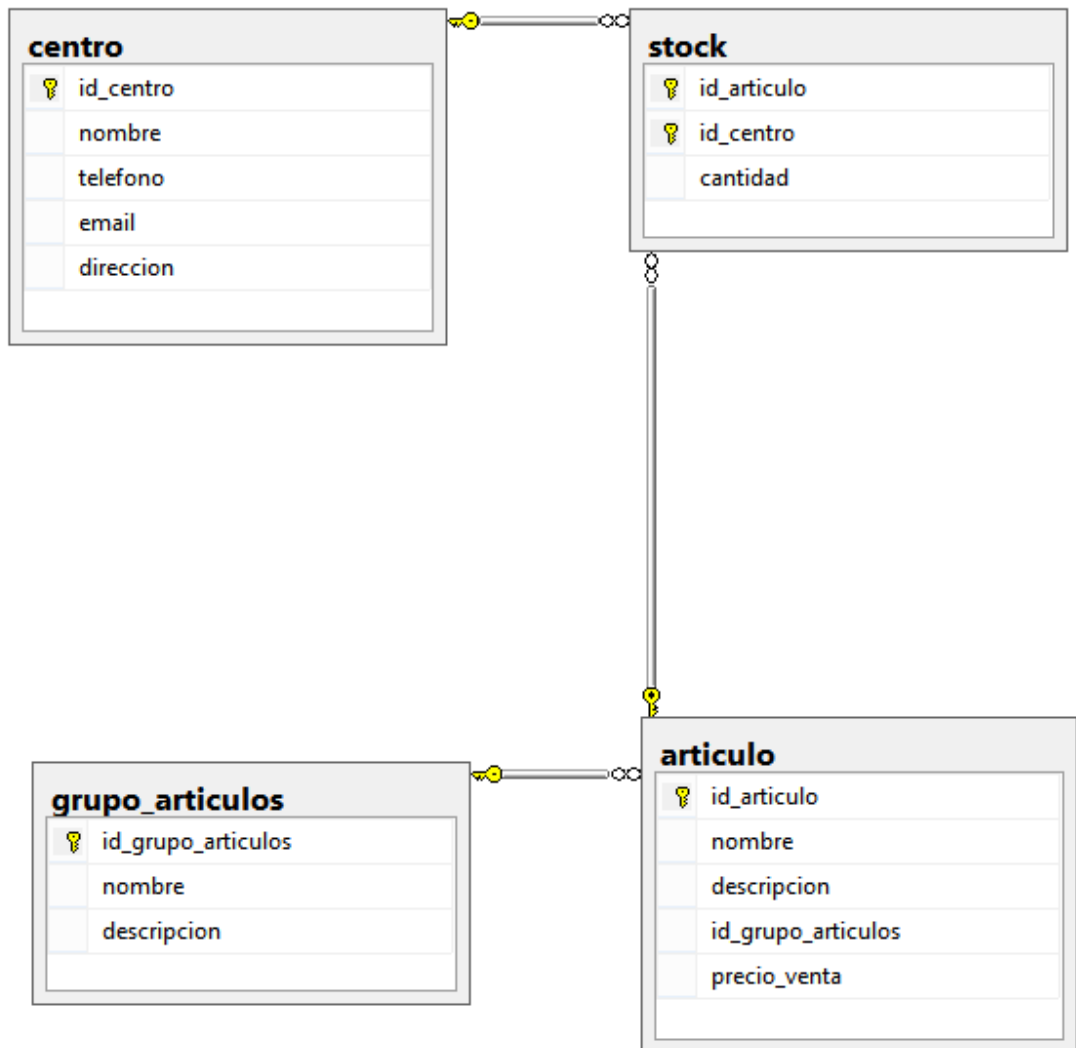 centro
id_centro
nombre
telefono
email
direccion
stock
id_articulo
id_centro
cantidad
grupo_articulos
id_grupo_articulos
nombre
descripcion
articulo
id_articulo
nombre
descripcion
id_grupo_articulos
precio_venta